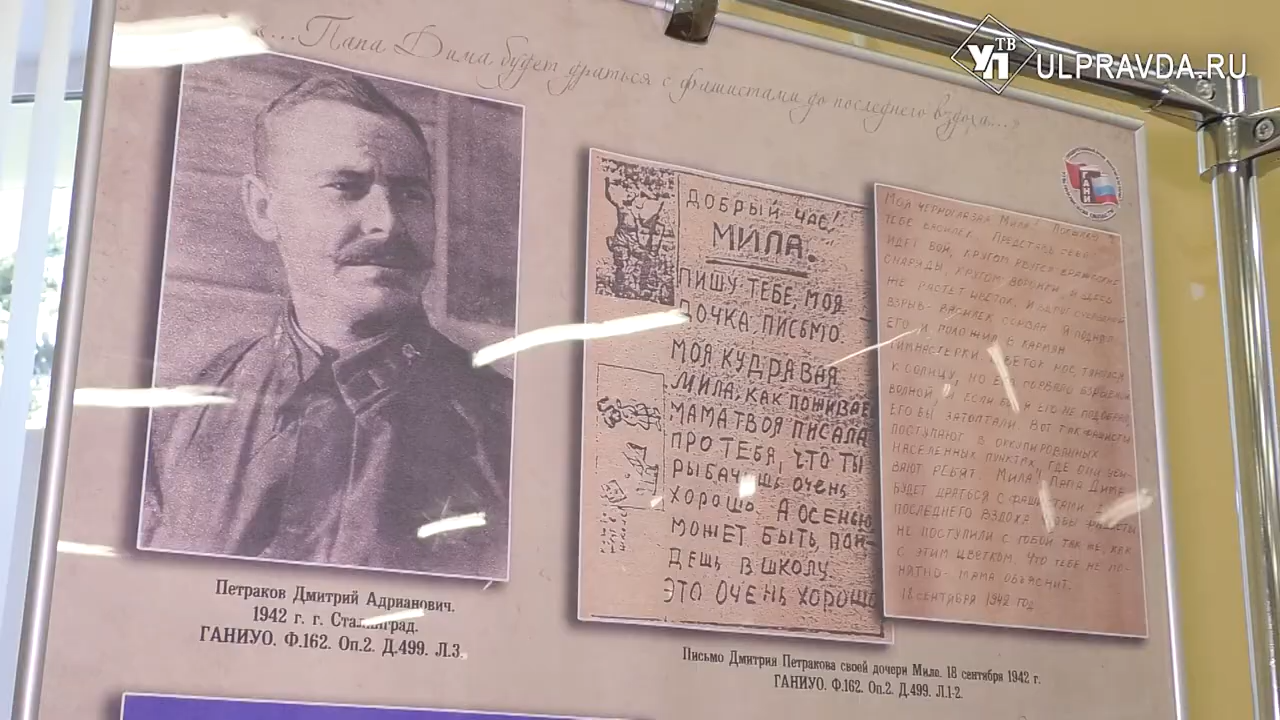 «...Папа Дима будет драться с фашистами до последнего вздоха...»
УП ТВ ULPRAVDA.RU
ГАНИ
Петраков Дмитрий Адрианович.
1942 г. г. Сталинград.
ГАНИУО. Ф.162. Оп.2. Д.499. Л.3.
ДОБРЫЙ ЧАС!
МИЛА.
ПИШУ ТЕБЕ, МОЯ
ДОЧКА, ПИСЬМО.
МОЯ КУДРЯВАЯ
МИЛА, КАК ПОЖИВАЕ
МАМА ТВОЯ ПИСАЛА
ПРО ТЕБЯ, ЧТО ТЫ
РЫБАЧИШЬ ОЧЕНЬ
ХОРОШО. А ОСЕНЬЮ
МОЖЕТ БЫТЬ, ПОЙ-
ДЕШЬ В ШКОЛУ.
ЭТО ОЧЕНЬ ХОРОШО
МОЯ ЧЕРНОГЛАЗАЯ МИЛА! ПОСЫЛАЮ
ТЕБЕ ВАСИЛЕК. ПРЕДСТАВЬ СЕБЕ:
ИДЕТ БОЙ, КРУГОМ РВУТСЯ ВРАЖЕСКИЕ
СНАРЯДЫ, КРУГОМ ВОРОНКИ, И ЗДЕСЬ
ЖЕ РАСТЕТ ЦВЕТОК. И ВДРУГ ОЧЕРЕДНОЙ
ВЗРЫВ - ВАСИЛЕК СОРВАН. Я ПОДНЯЛ
ЕГО И ПОЛОЖИЛ В КАРМАН
ГИМНАСТЕРКИ. ЦВЕТОК РОС, ТЯНУЛСЯ
К СОЛНЦУ, НО ЕГО СОРВАЛО ВЗРЫВНОЙ
ВОЛНОЙ, И ЕСЛИ БЫ Я ЕГО НЕ ПОДОБРАЛ,
ЕГО БЫ ЗАТОПТАЛИ. ВОТ ТАК ФАШИСТЫ
ПОСТУПАЮТ В ОККУПИРОВАННЫХ
НАСЕЛЕННЫХ ПУНКТАХ, ГДЕ ОНИ УБИ-
ВАЮТ РЕБЯТ. МИЛА! ПАПА ДИМА
БУДЕТ ДРАТЬСЯ С ФАШИСТАМИ ДО
ПОСЛЕДНЕГО ВЗДОХА, ЧТОБЫ ФАШИСТЫ
НЕ ПОСТУПИЛИ С ТОБОЙ ТАК ЖЕ, КАК
С ЭТИМ ЦВЕТКОМ. ЧТО ТЕБЕ НЕ ПО-
НЯТНО - МАМА ОБЪЯСНИТ.
18 СЕНТЯБРЯ 1942 ГОД
Письмо Дмитрия Петракова своей дочери Миле. 18 сентября 1942 г.
ГАНИУО. Ф.162. Оп.2. Д.499. Л.1-2.